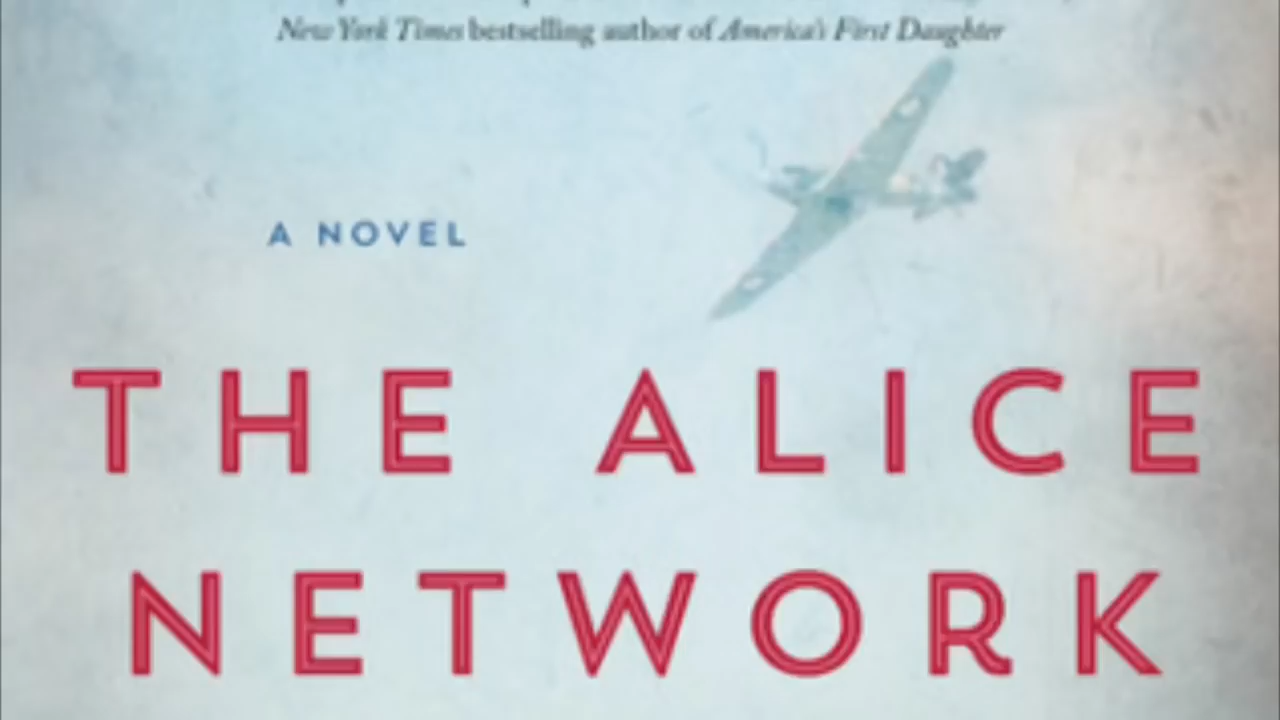 New York Times bestselling author of America's First Daughter
A NOVEL
THE ALICE
NETWORK